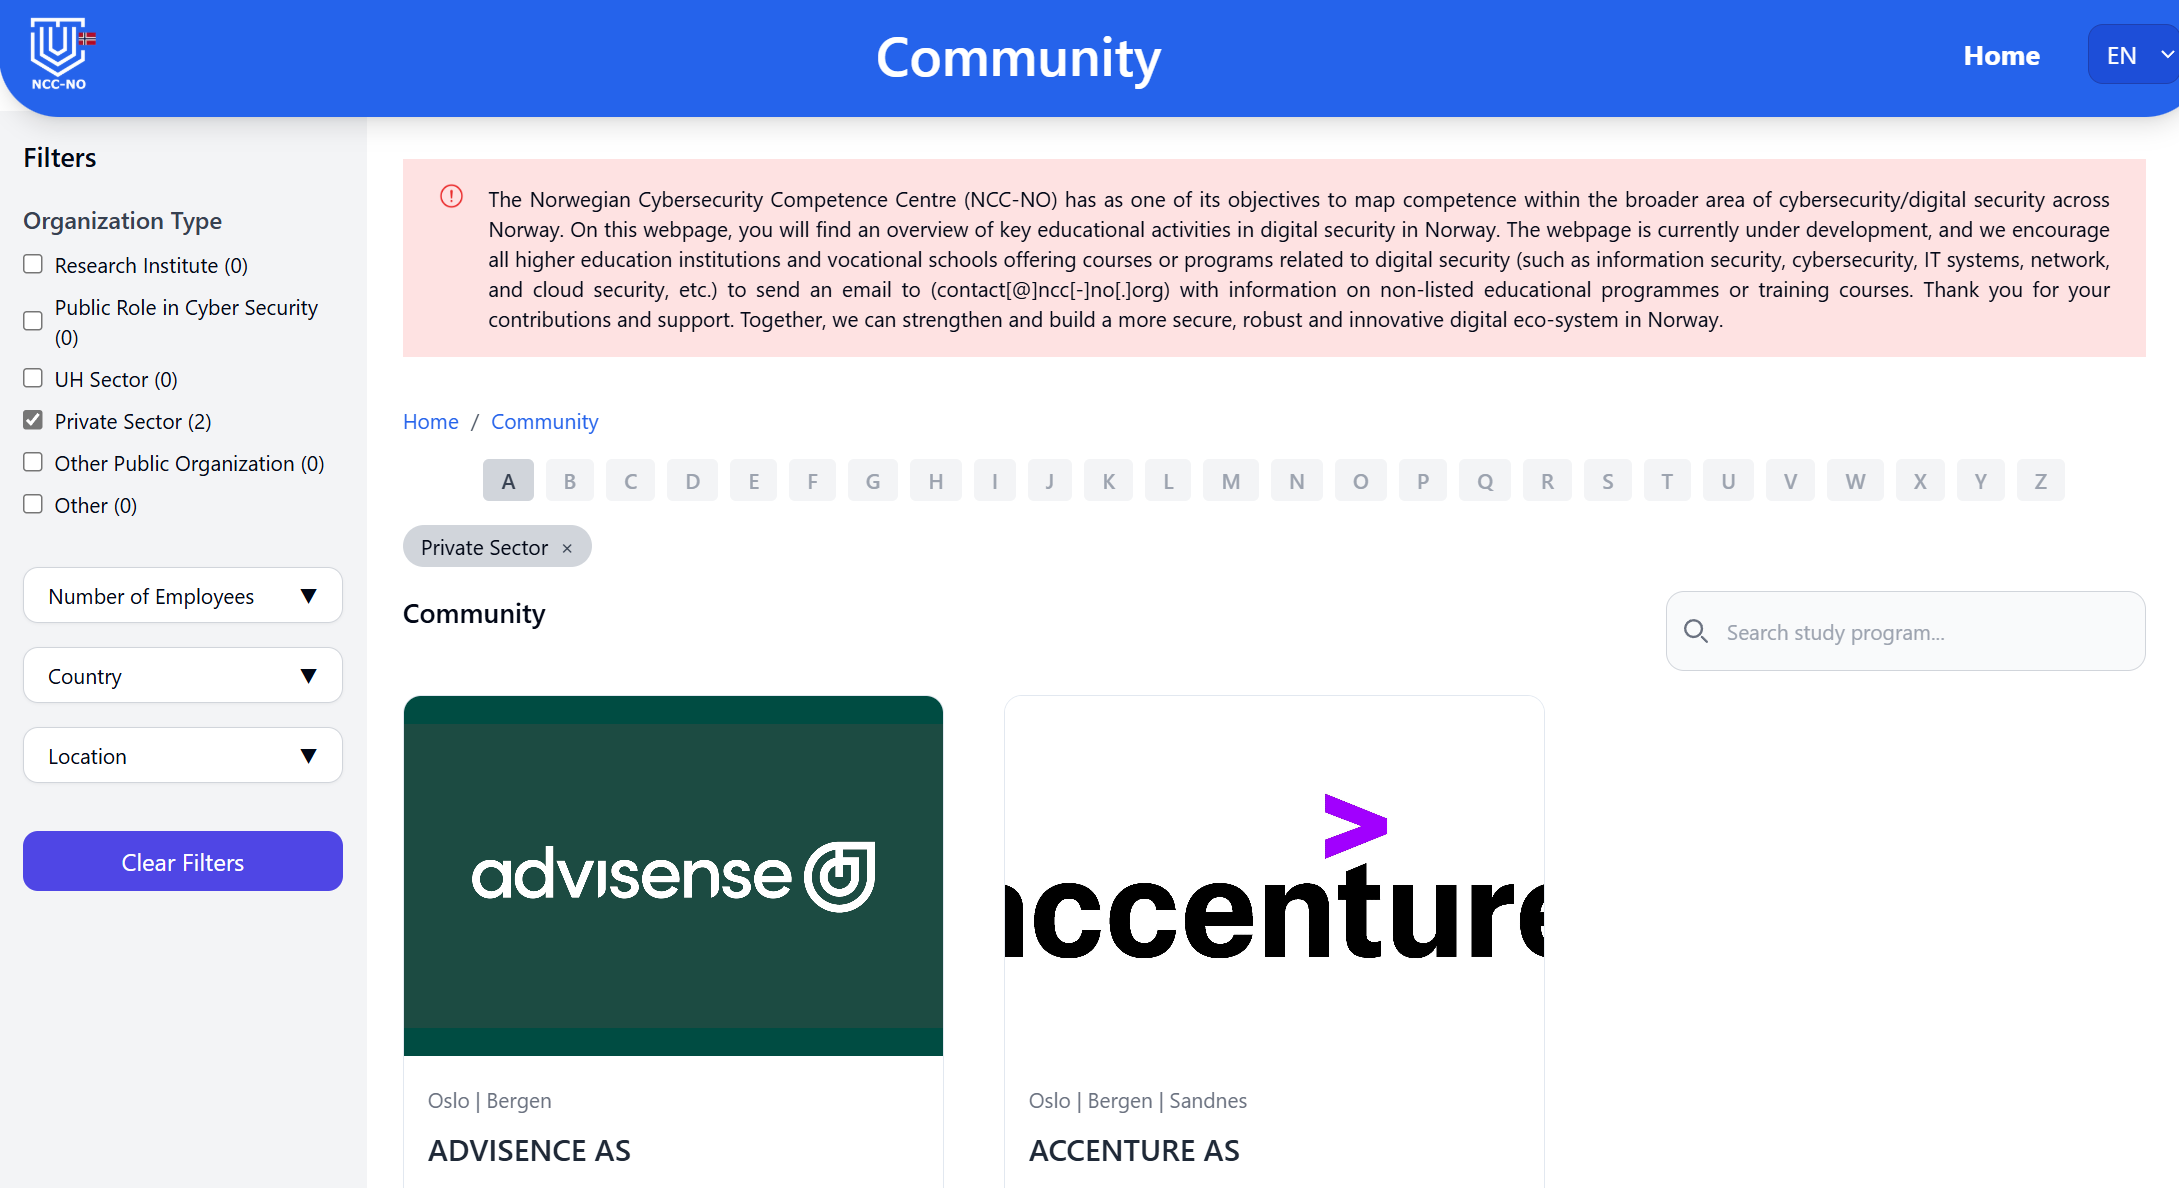 NCC-NO
Community
Home
EN
Filters
Organization Type
Research Institute (0)
Public Role in Cyber Security
(0)
UH Sector (0)
Private Sector (2)
Other Public Organization (0)
Other (0)
Number of Employees
Country
Location
Clear Filters
The Norwegian Cybersecurity Competence Centre (NCC-NO) has as one of its objectives to map competence within the broader area of cybersecurity/digital security across
Norway. On this webpage, you will find an overview of key educational activities in digital security in Norway. The webpage is currently under development, and we encourage
all higher education institutions and vocational schools offering courses or programs related to digital security (such as information security, cybersecurity, IT systems, network,
and cloud security, etc.) to send an email to (contact[@]ncc[-]no[.]org) with information on non-listed educational programmes or training courses. Thank you for your
contributions and support. Together, we can strengthen and build a more secure, robust and innovative digital eco-system in Norway.
Home / Community
A B C D E F G H I J K L M N O P Q R S T U V W X Y Z
Private Sector ×
Community
Search study program...
advisense
Oslo | Bergen
ADVISENCE AS
accenture
Oslo | Bergen | Sandnes
ACCENTURE AS